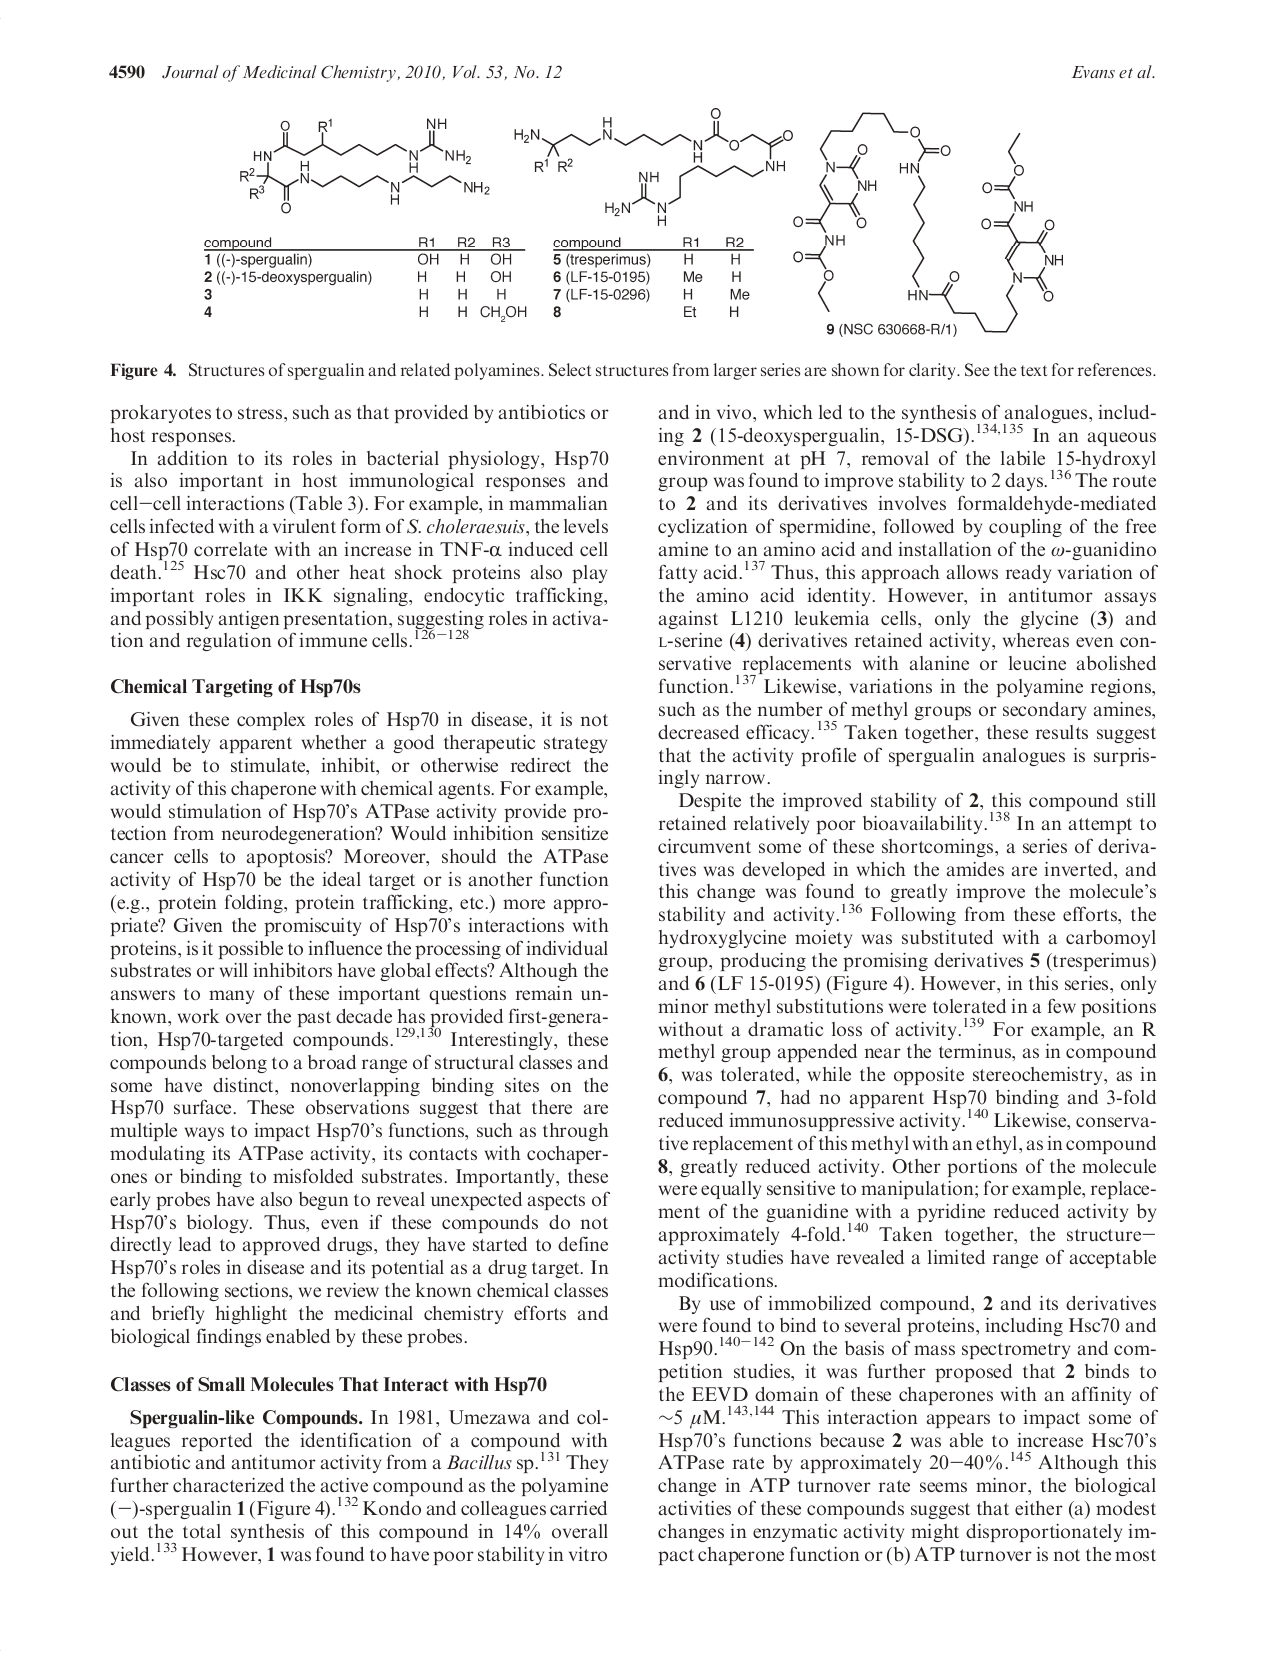 4590 Journal of Medicinal Chemistry, 2010, Vol. 53, No. 12 Evans et al.
O R¹ NH
HN N H NH₂
R² H N
R³ N H NH₂
O
compound R1 R2 R3
1 ((-)-spergualin) OH H OH
2 ((-)-15-deoxyspergualin) H H OH
3 H H H
4 H H CH₂OH
H₂N H N O O
R¹ R² N H O NH
NH
H₂N N H
compound R1 R2
5 (tresperimus) H H
6 (LF-15-0195) Me H
7 (LF-15-0296) H Me
8 Et H
O O
N O HN
NH
O O
NH
O
O
O
O
NH
O O
NH
N
HN O O
9 (NSC 630668-R/1)
Figure 4. Structures of spergualin and related polyamines. Select structures from larger series are shown for clarity. See the text for references.
prokaryotes to stress, such as that provided by antibiotics or
host responses.
In addition to its roles in bacterial physiology, Hsp70
is also important in host immunological responses and
cell−cell interactions (Table 3). For example, in mammalian
cells infected with a virulent form of S. choleraesuis, the levels
of Hsp70 correlate with an increase in TNF-α induced cell
death.¹²⁵ Hsc70 and other heat shock proteins also play
important roles in IKK signaling, endocytic trafficking,
and possibly antigen presentation, suggesting roles in activa-
tion and regulation of immune cells.¹²⁶⁻¹²⁸
Chemical Targeting of Hsp70s
Given these complex roles of Hsp70 in disease, it is not
immediately apparent whether a good therapeutic strategy
would be to stimulate, inhibit, or otherwise redirect the
activity of this chaperone with chemical agents. For example,
would stimulation of Hsp70's ATPase activity provide pro-
tection from neurodegeneration? Would inhibition sensitize
cancer cells to apoptosis? Moreover, should the ATPase
activity of Hsp70 be the ideal target or is another function
(e.g., protein folding, protein trafficking, etc.) more appro-
priate? Given the promiscuity of Hsp70's interactions with
proteins, is it possible to influence the processing of individual
substrates or will inhibitors have global effects? Although the
answers to many of these important questions remain un-
known, work over the past decade has provided first-genera-
tion, Hsp70-targeted compounds.¹²⁹,¹³⁰ Interestingly, these
compounds belong to a broad range of structural classes and
some have distinct, nonoverlapping binding sites on the
Hsp70 surface. These observations suggest that there are
multiple ways to impact Hsp70's functions, such as through
modulating its ATPase activity, its contacts with cochaper-
ones or binding to misfolded substrates. Importantly, these
early probes have also begun to reveal unexpected aspects of
Hsp70's biology. Thus, even if these compounds do not
directly lead to approved drugs, they have started to define
Hsp70's roles in disease and its potential as a drug target. In
the following sections, we review the known chemical classes
and briefly highlight the medicinal chemistry efforts and
biological findings enabled by these probes.
Classes of Small Molecules That Interact with Hsp70
Spergualin-like Compounds. In 1981, Umezawa and col-
leagues reported the identification of a compound with
antibiotic and antitumor activity from a Bacillus sp.¹³¹ They
further characterized the active compound as the polyamine
(−)-spergualin 1 (Figure 4).¹³² Kondo and colleagues carried
out the total synthesis of this compound in 14% overall
yield.¹³³ However, 1 was found to have poor stability in vitro
and in vivo, which led to the synthesis of analogues, includ-
ing 2 (15-deoxyspergualin, 15-DSG).¹³⁴,¹³⁵ In an aqueous
environment at pH 7, removal of the labile 15-hydroxyl
group was found to improve stability to 2 days.¹³⁶ The route
to 2 and its derivatives involves formaldehyde-mediated
cyclization of spermidine, followed by coupling of the free
amine to an amino acid and installation of the ω-guanidino
fatty acid.¹³⁷ Thus, this approach allows ready variation of
the amino acid identity. However, in antitumor assays
against L1210 leukemia cells, only the glycine (3) and
L-serine (4) derivatives retained activity, whereas even con-
servative replacements with alanine or leucine abolished
function.¹³⁷ Likewise, variations in the polyamine regions,
such as the number of methyl groups or secondary amines,
decreased efficacy.¹³⁵ Taken together, these results suggest
that the activity profile of spergualin analogues is surpris-
ingly narrow.
Despite the improved stability of 2, this compound still
retained relatively poor bioavailability.¹³⁸ In an attempt to
circumvent some of these shortcomings, a series of deriva-
tives was developed in which the amides are inverted, and
this change was found to greatly improve the molecule's
stability and activity.¹³⁶ Following from these efforts, the
hydroxyglycine moiety was substituted with a carbomoyl
group, producing the promising derivatives 5 (tresperimus)
and 6 (LF 15-0195) (Figure 4). However, in this series, only
minor methyl substitutions were tolerated in a few positions
without a dramatic loss of activity.¹³⁹ For example, an R
methyl group appended near the terminus, as in compound
6, was tolerated, while the opposite stereochemistry, as in
compound 7, had no apparent Hsp70 binding and 3-fold
reduced immunosuppressive activity.¹⁴⁰ Likewise, conserva-
tive replacement of this methyl with an ethyl, as in compound
8, greatly reduced activity. Other portions of the molecule
were equally sensitive to manipulation; for example, replace-
ment of the guanidine with a pyridine reduced activity by
approximately 4-fold.¹⁴⁰ Taken together, the structure−
activity studies have revealed a limited range of acceptable
modifications.
By use of immobilized compound, 2 and its derivatives
were found to bind to several proteins, including Hsc70 and
Hsp90.¹⁴⁰⁻¹⁴² On the basis of mass spectrometry and com-
petition studies, it was further proposed that 2 binds to
the EEVD domain of these chaperones with an affinity of
∼5 μM.¹⁴³,¹⁴⁴ This interaction appears to impact some of
Hsp70's functions because 2 was able to increase Hsc70's
ATPase rate by approximately 20−40%.¹⁴⁵ Although this
change in ATP turnover rate seems minor, the biological
activities of these compounds suggest that either (a) modest
changes in enzymatic activity might disproportionately im-
pact chaperone function or (b) ATP turnover is not the most